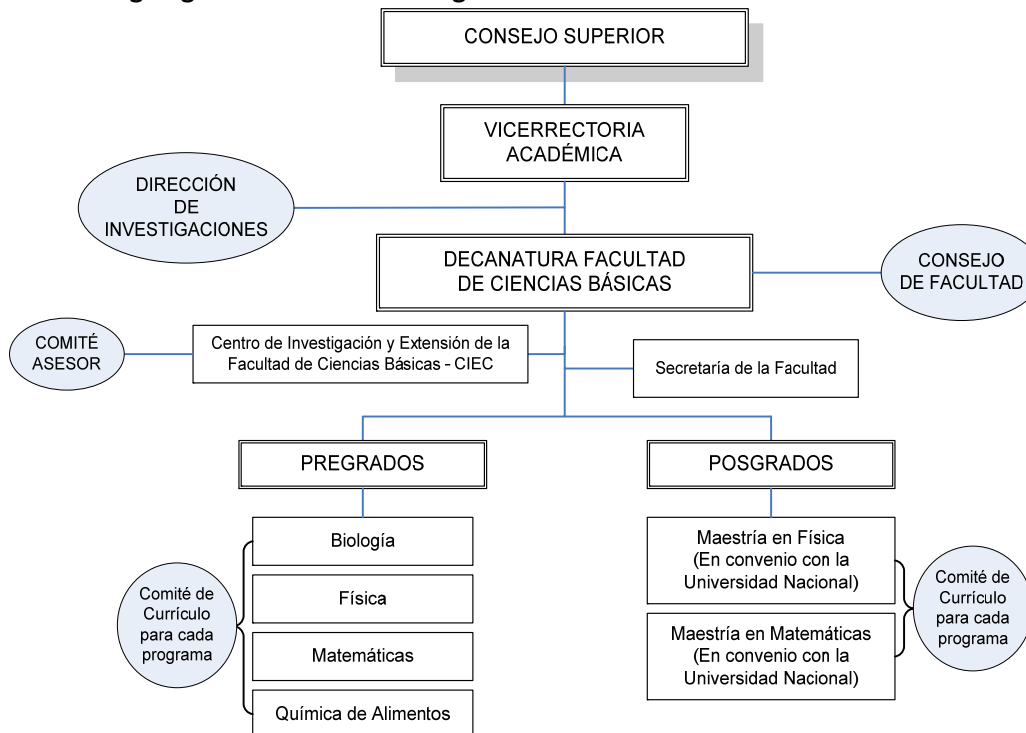 CONSEJO SUPERIOR
VICERRECTORIA
ACADÉMICA
DIRECCIÓN
DE
INVESTIGACIONES
DECANATURA FACULTAD
DE CIENCIAS BÁSICAS
CONSEJO
DE FACULTAD
COMITÉ
ASESOR
Centro de Investigación y Extensión de la
Facultad de Ciencias Básicas - CIEC
Secretaría de la Facultad
PREGRADOS
POSGRADOS
Biología
Física
Matemáticas
Química de Alimentos
Comité de
Currículo
para cada
programa
Maestría en Física
(En convenio con la
Universidad Nacional)
Maestría en Matemáticas
(En convenio con la
Universidad Nacional)
Comité de
Currículo
para cada
programa